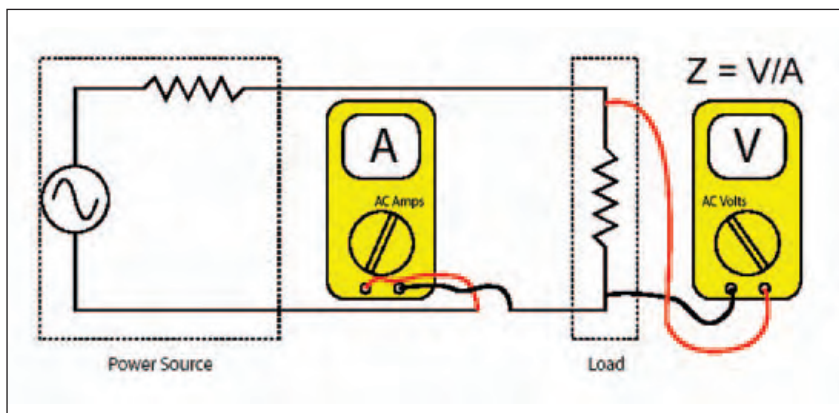 Z = V/A
A
V
AC Amps
AC Volts
Power Source
Load